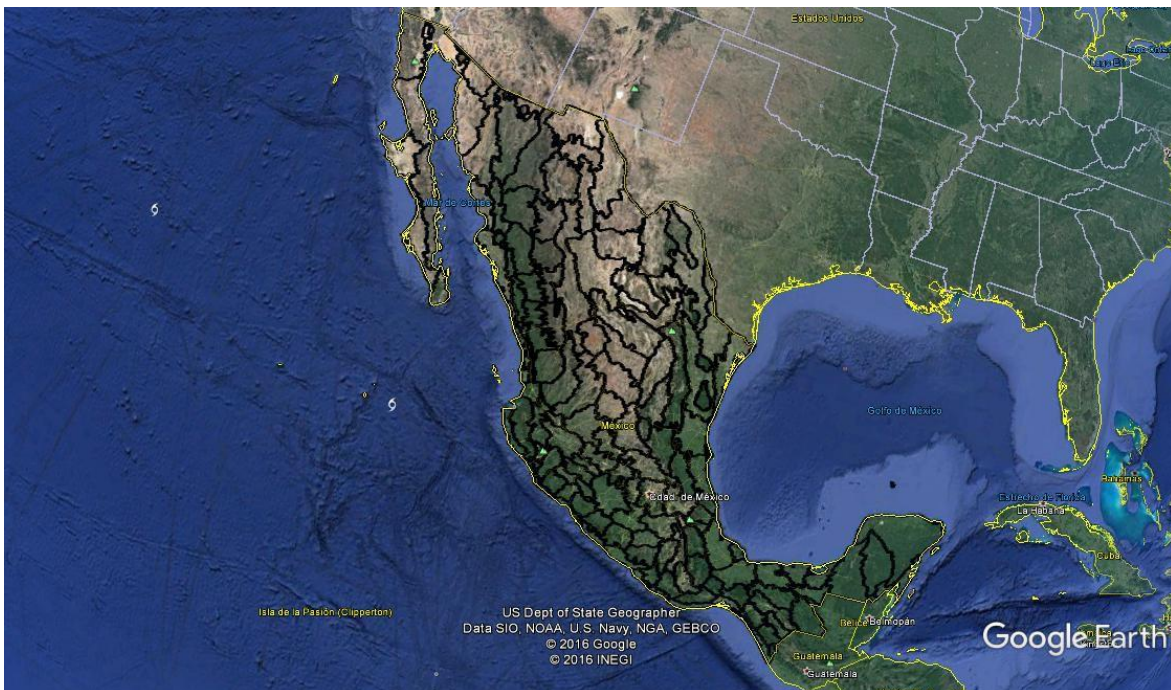 Estados Unidos
Mar de Cortés
Golfo de México
México
Cdad. de México
Estrecho de Florida
La Habana
Bahamas
Cuba
Isla de la Pasión (Clipperton)
US Dept of State Geographer
Data SIO, NOAA, U.S. Navy, NGA, GEBCO
© 2016 Google
© 2016 INEGI
Belice Belmopán
Guatemala
Guatemala
Google Earth